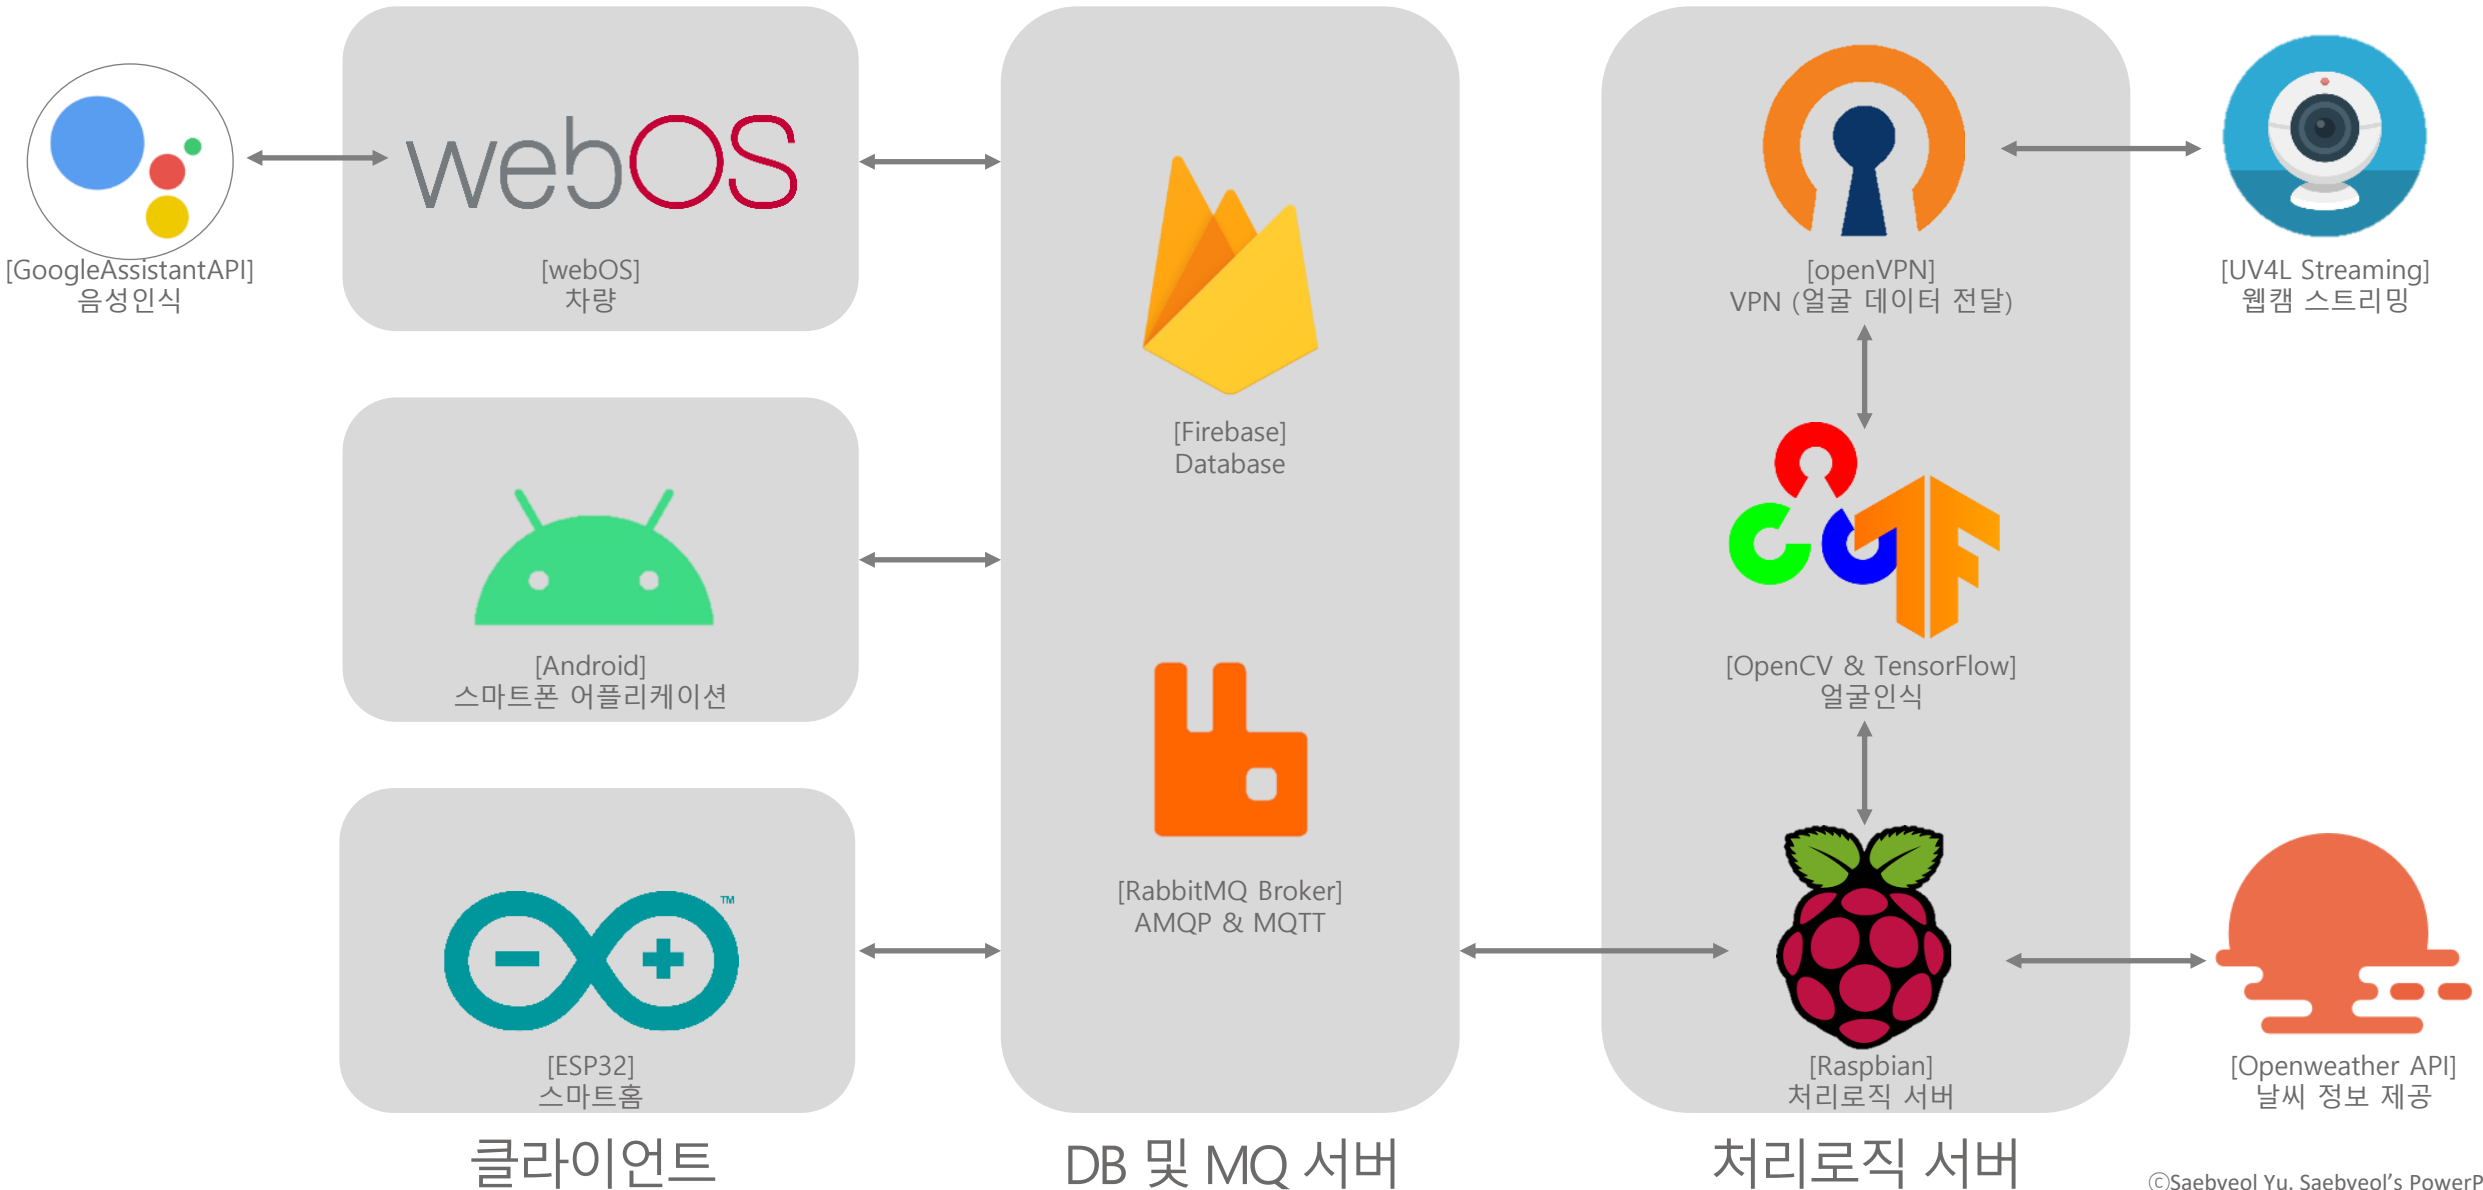 webOS
[GoogleAssistantAPI]
음성인식
[webOS]
차량
[openVPN]
VPN (얼굴 데이터 전달)
[UV4L Streaming]
웹캠 스트리밍
[Firebase]
Database
[Android]
스마트폰 어플리케이션
[OpenCV & TensorFlow]
얼굴인식
[RabbitMQ Broker]
AMQP & MQTT
TM
[ESP32]
스마트홈
[Raspbian]
처리로직 서버
[Openweather API]
날씨 정보 제공
클라이언트
DB 및 MQ 서버
처리로직 서버
ⓒSaebyeol Yu. Saebyeol's PowerP